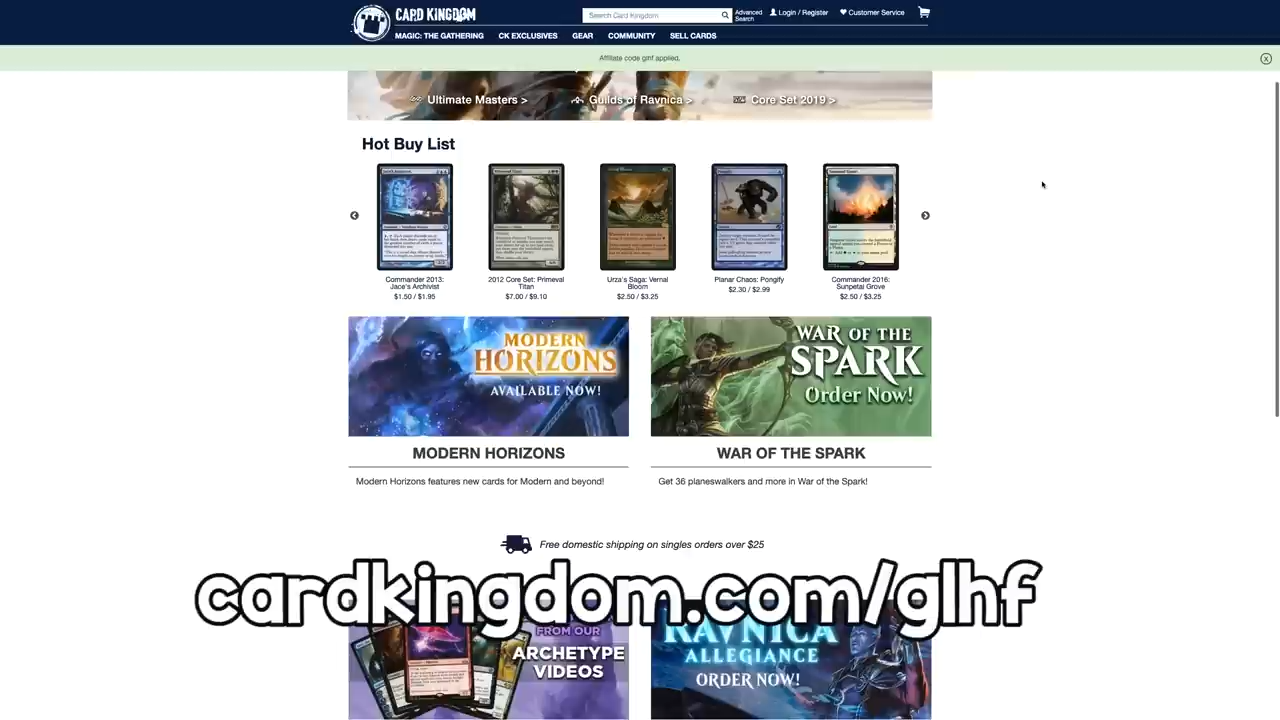 CARD KINGDOM
Search Card Kingdom
Advanced
Search
Login / Register
Customer Service
MAGIC: THE GATHERING
CK EXCLUSIVES
GEAR
COMMUNITY
SELL CARDS
Affiliate code glhf applied.
X
Ultimate Masters >
Guilds of Ravnica >
Core Set 2019 >
Hot Buy List
Commander 2013:
Jace's Archivist
$1.50 / $1.95
2012 Core Set: Primeval
Titan
$7.00 / $9.10
Urza's Saga: Vernal
Bloom
$2.50 / $3.25
Planar Chaos: Pongify
$2.30 / $2.99
Commander 2016:
Sunpetal Grove
$2.50 / $3.25
MODERN
HORIZONS
AVAILABLE NOW!
WAR OF THE
SPARK
Order Now!
MODERN HORIZONS
WAR OF THE SPARK
Modern Horizons features new cards for Modern and beyond!
Get 36 planeswalkers and more in War of the Spark!
Free domestic shipping on singles orders over $25
cardkingdom.com/glhf
FROM OUR
ARCHETYPE
VIDEOS
RAVNICA
ALLEGIANCE
ORDER NOW!